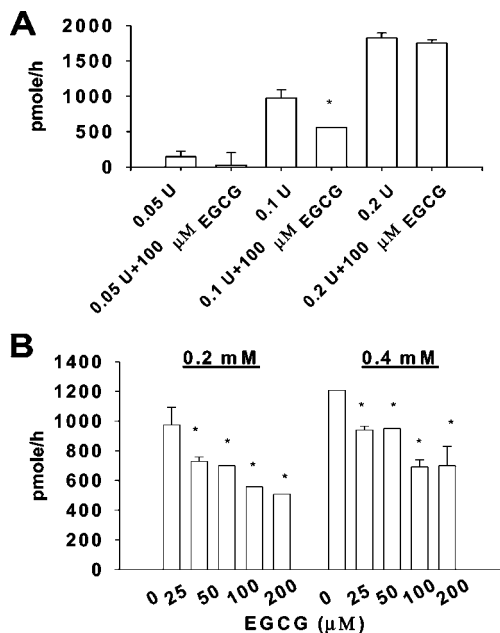 A
pmole/h
2000
1500
1000
500
0
*
0.05 U
0.05 U+100 μM EGCG
0.1 U
0.1 U+100 μM EGCG
0.2 U
0.2 U+100 μM EGCG
B
0.2 mM 0.4 mM
pmole/h
1400
1200
1000
800
600
400
200
0
* * * * * * * *
0 25 50 100 200 0 25 50 100 200
EGCG (μM)